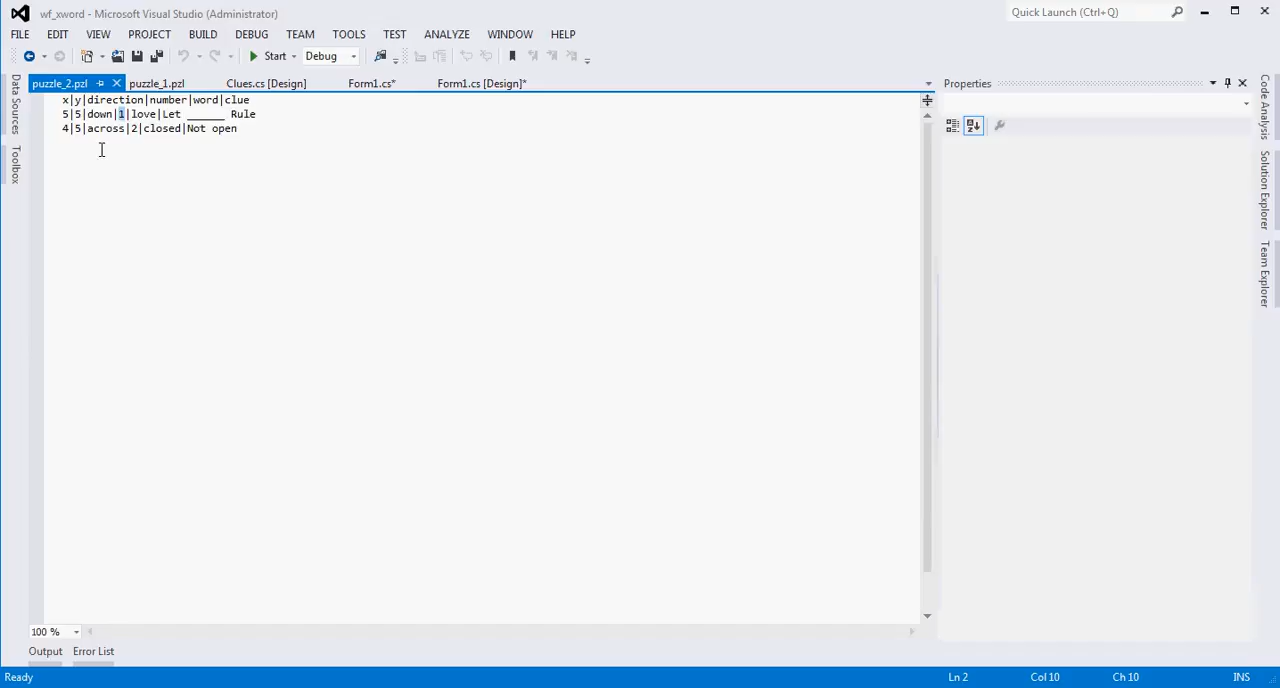 wf_xword - Microsoft Visual Studio (Administrator)
Quick Launch (Ctrl+Q)
FILE EDIT VIEW PROJECT BUILD DEBUG TEAM TOOLS TEST ANALYZE WINDOW HELP
Start Debug
puzzle_2.pzl puzzle_1.pzl Clues.cs [Design] Form1.cs* Form1.cs [Design]*
Properties
Data Sources
Toolbox
x|y|direction|number|word|clue
5|5|down|1|love|Let ______ Rule
4|5|across|2|closed|Not open
Code Analysis
Solution Explorer
Team Explorer
100 %
Output Error List
Ready Ln 2 Col 10 Ch 10 INS